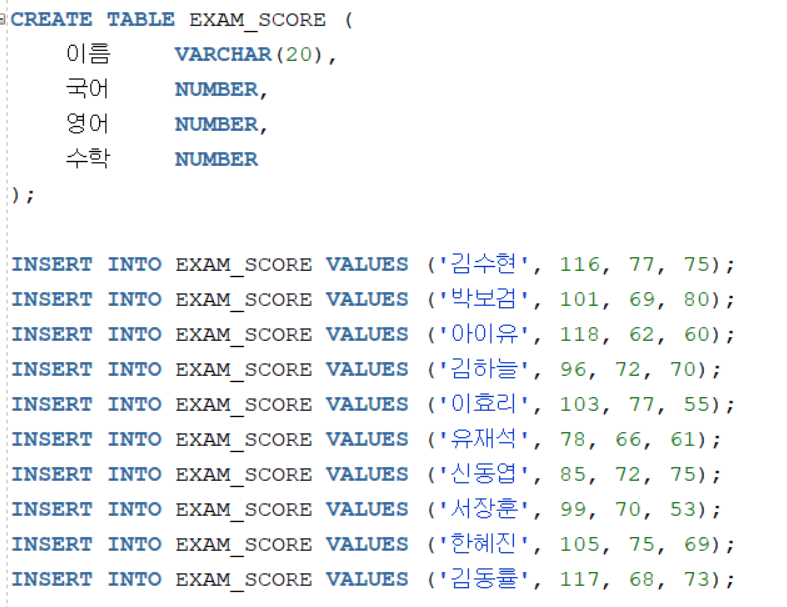 CREATE TABLE EXAM_SCORE (
이름 VARCHAR(20),
국어 NUMBER,
영어 NUMBER,
수학 NUMBER
);
INSERT INTO EXAM_SCORE VALUES ('김수현', 116, 77, 75);
INSERT INTO EXAM_SCORE VALUES ('박보검', 101, 69, 80);
INSERT INTO EXAM_SCORE VALUES ('아이유', 118, 62, 60);
INSERT INTO EXAM_SCORE VALUES ('김하늘', 96, 72, 70);
INSERT INTO EXAM_SCORE VALUES ('이효리', 103, 77, 55);
INSERT INTO EXAM_SCORE VALUES ('유재석', 78, 66, 61);
INSERT INTO EXAM_SCORE VALUES ('신동엽', 85, 72, 75);
INSERT INTO EXAM_SCORE VALUES ('서장훈', 99, 70, 53);
INSERT INTO EXAM_SCORE VALUES ('한혜진', 105, 75, 69);
INSERT INTO EXAM_SCORE VALUES ('김동률', 117, 68, 73);